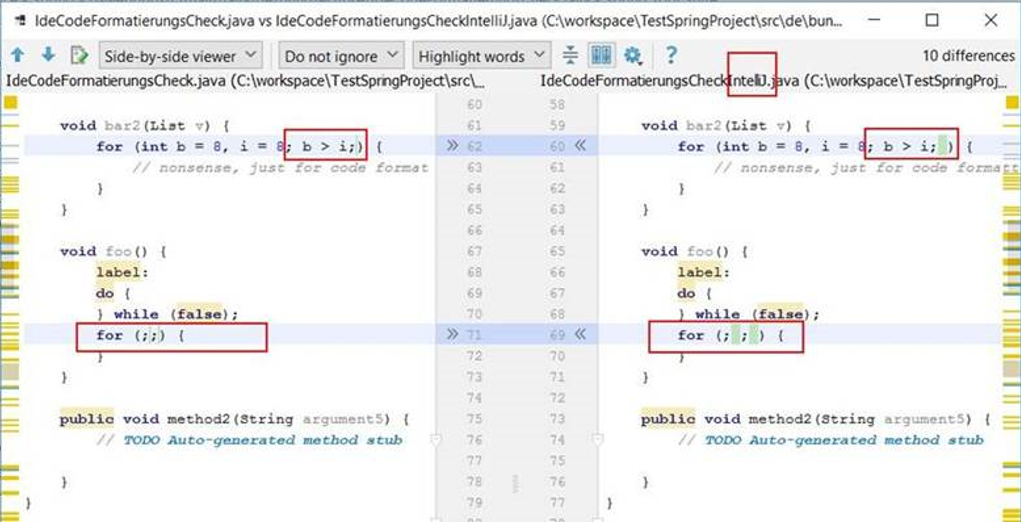 IdeCodeFormatierungsCheck.java vs IdeCodeFormatierungsCheckIntelliJ.java (C:\workspace\TestSpringProject\src\de\bun...
Side-by-side viewer Do not ignore Highlight words ? 10 differences
IdeCodeFormatierungsCheck.java (C:\workspace\TestSpringProject\src\... IdeCodeFormatierungsCheckIntelliJ.java (C:\workspace\TestSpringProj...
60 58
void bar2(List v) { 61 59 void bar2(List v) {
for (int b = 8, i = 8; b > i;) { 62 60 for (int b = 8, i = 8; b > i; ) {
// nonsense, just for code format 63 61 // nonsense, just for code formatt
} 64 62 }
} 65 63 }
66 64
void foo() { 67 65 void foo() {
label: 68 66 label:
do { 69 67 do {
} while (false); 70 68 } while (false);
for (;;) { 71 69 for (; ; ) {
} 72 70 }
} 73 71 }
74 72
public void method2(String argument5) { 75 73 public void method2(String argument5) {
// TODO Auto-generated method stub 76 74 // TODO Auto-generated method stub
77 75
} 78 76 }
} 79 77 }